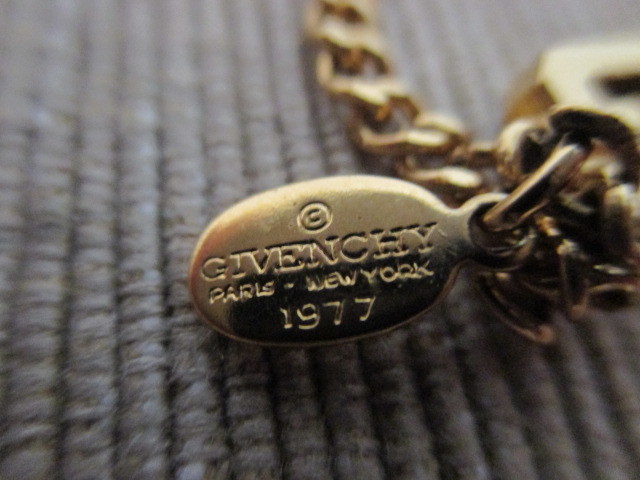 ©
GIVENCHY
PARIS - NEW YORK
1977